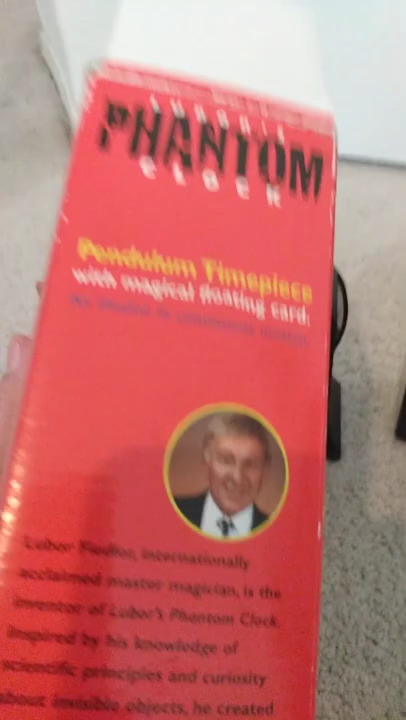 LUBOR'S
PHANTOM
CLOCK
Pendulum Timepiece
with magical floating card.
Lubor Fiedler, internationally
acclaimed master magician, is the
inventor of Lubor's Phantom Clock.
Inspired by his knowledge of
scientific principles and curiosity
about invisible objects, he created